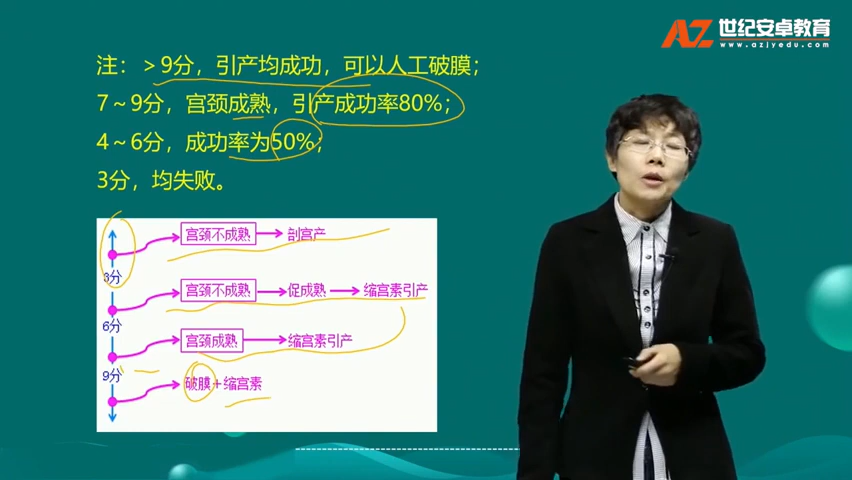 AZ世纪安卓教育
www.azjyedu.com
注：＞9分，引产均成功，可以人工破膜；
7～9分，宫颈成熟，引产成功率80%；
4～6分，成功率为50%；
3分，均失败。
宫颈不成熟 剖宫产
3分
宫颈不成熟 促成熟 缩宫素引产
6分
宫颈成熟 缩宫素引产
9分
破膜＋缩宫素